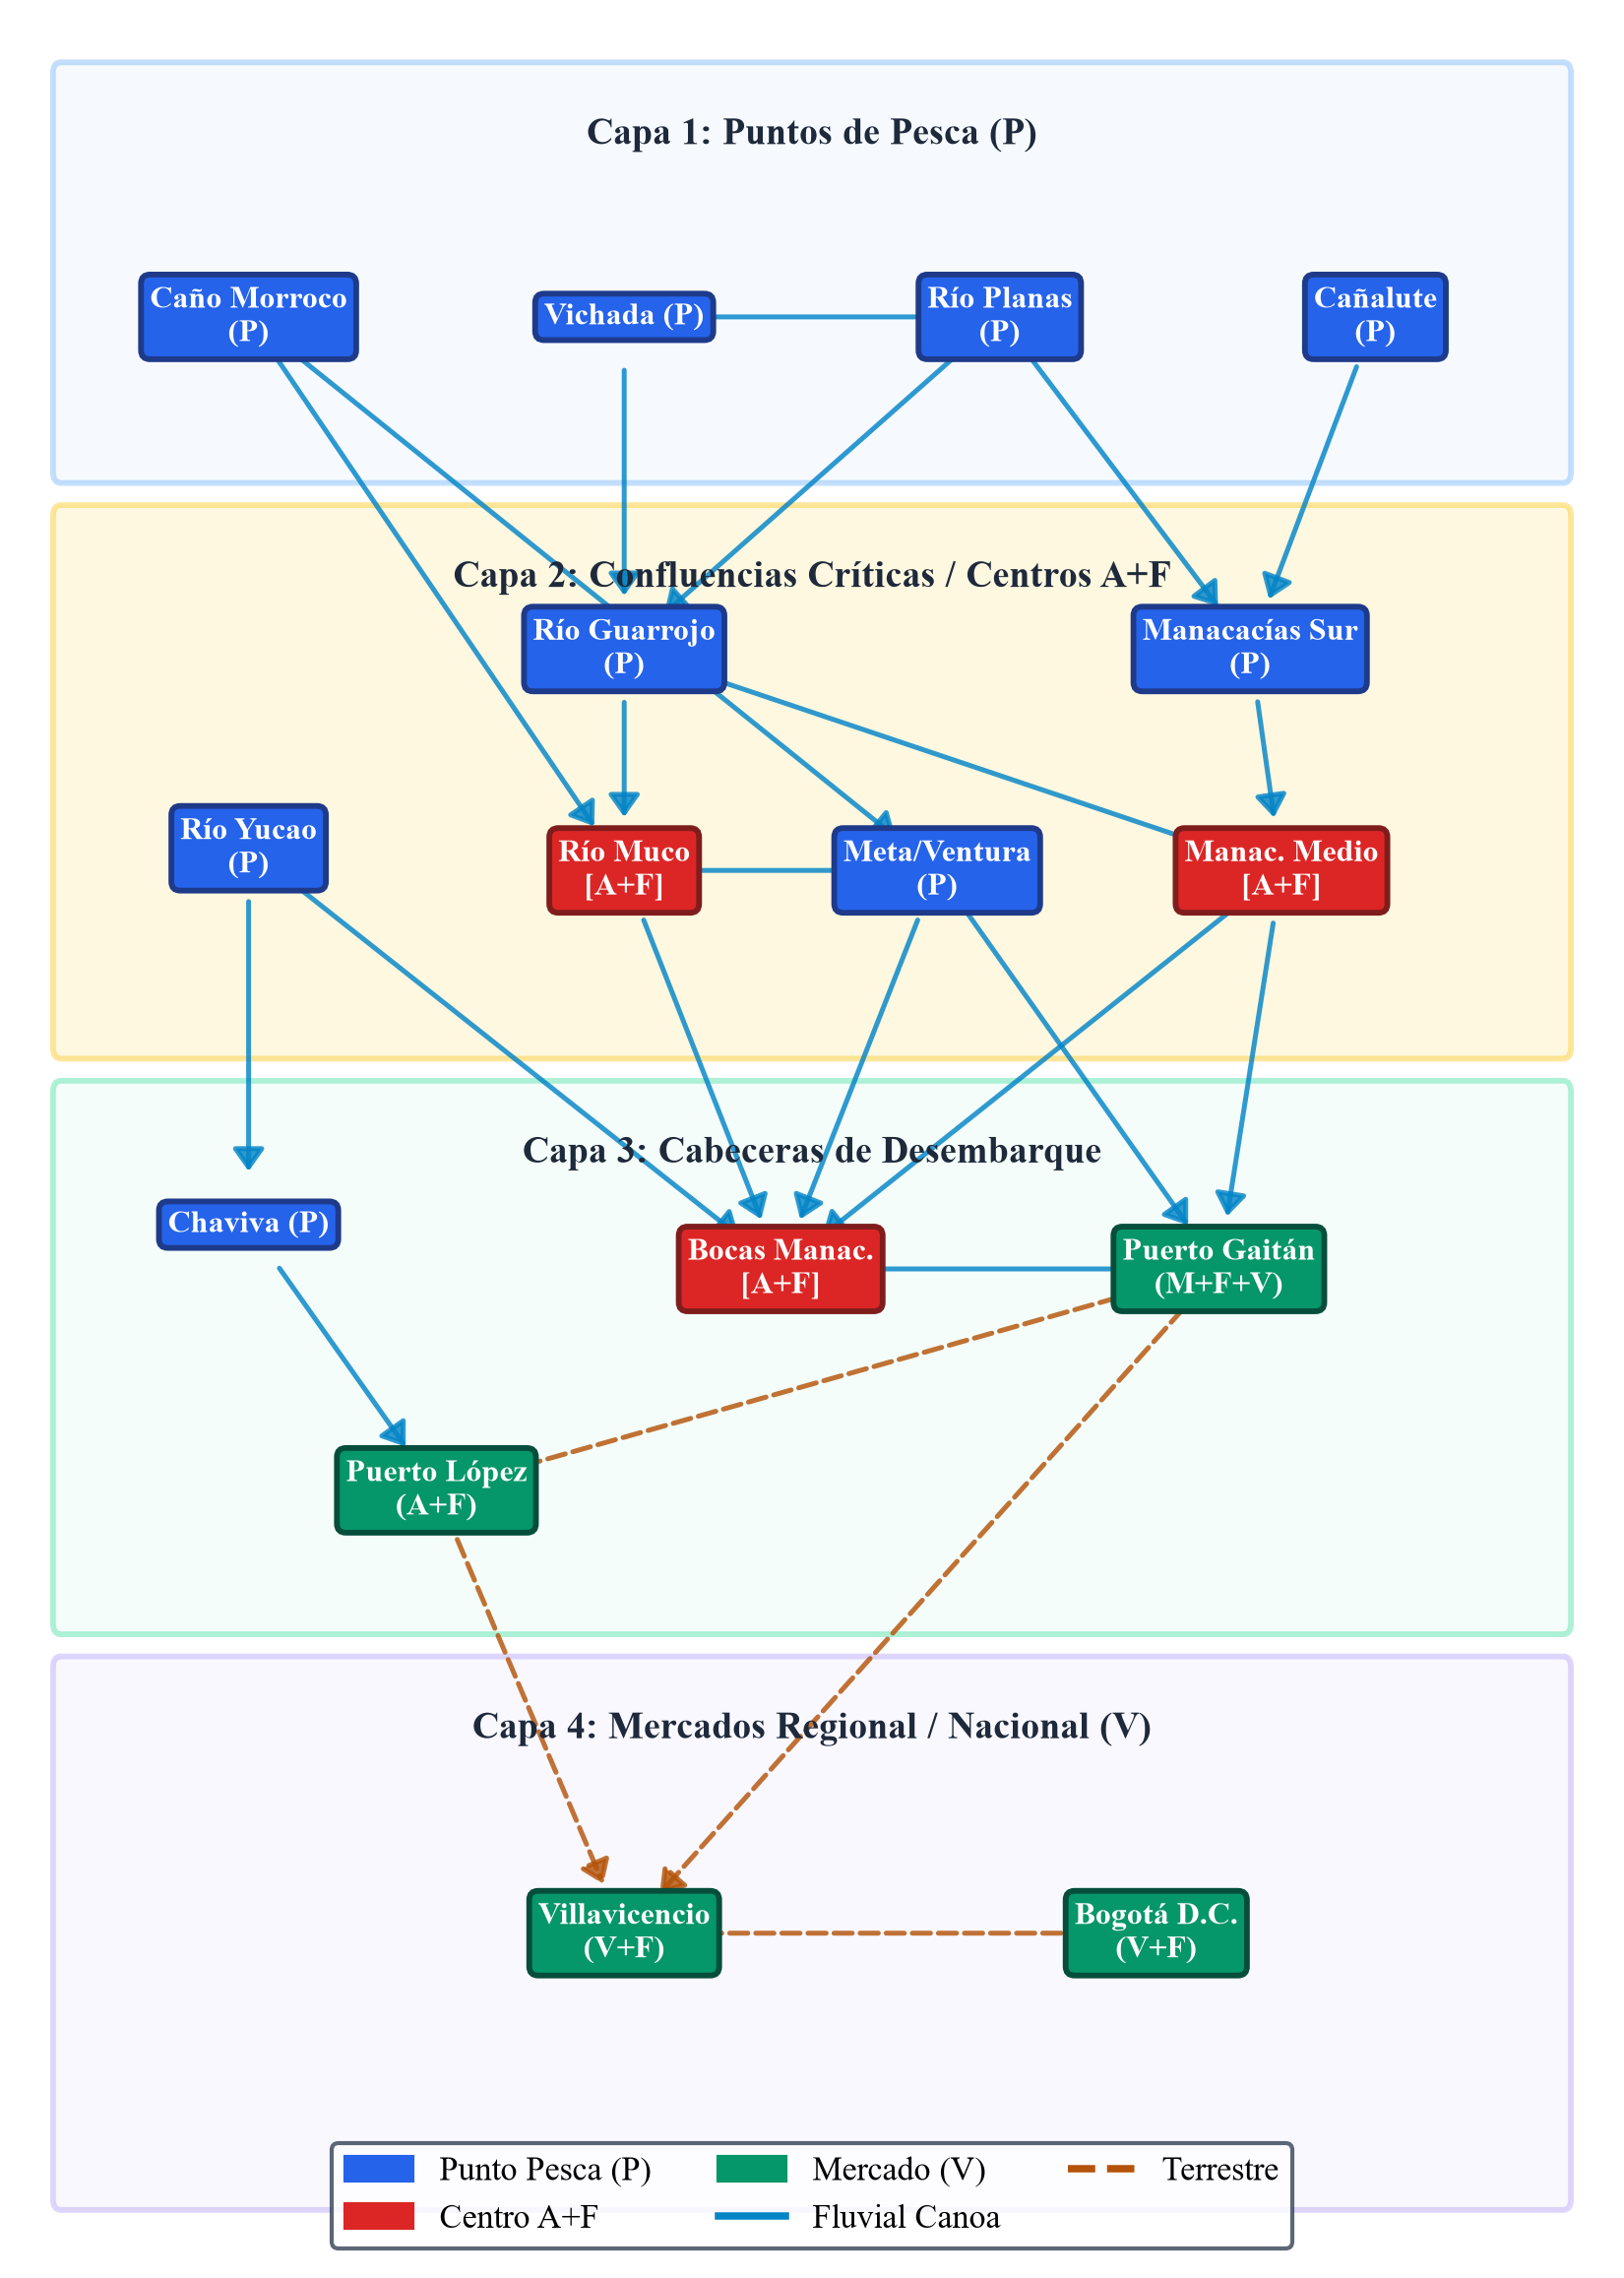 Capa 1: Puntos de Pesca (P)
Caño Morroco
(P)
Vichada (P)
Río Planas
(P)
Cañalute
(P)
Capa 2: Confluencias Críticas / Centros A+F
Río Guarrojo
(P)
Manacacías Sur
(P)
Río Yucao
(P)
Río Muco
[A+F]
Meta/Ventura
(P)
Manac. Medio
[A+F]
Capa 3: Cabeceras de Desembarque
Chaviva (P)
Bocas Manac.
[A+F]
Puerto Gaitán
(M+F+V)
Puerto López
(A+F)
Capa 4: Mercados Regional / Nacional (V)
Villavicencio
(V+F)
Bogotá D.C.
(V+F)
Punto Pesca (P)
Centro A+F
Mercado (V)
Fluvial Canoa
Terrestre